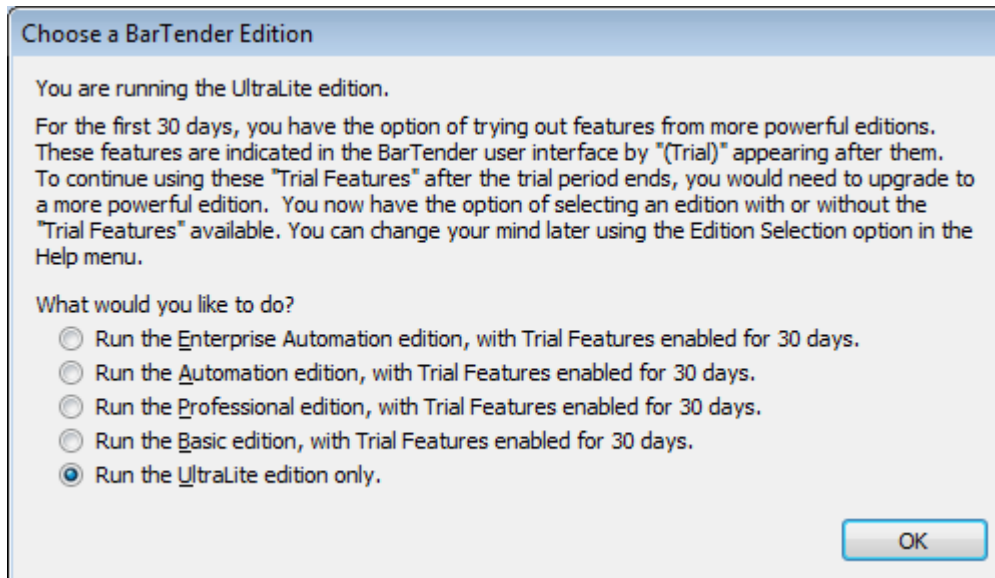 Choose a BarTender Edition
You are running the UltraLite edition.
For the first 30 days, you have the option of trying out features from more powerful editions.
These features are indicated in the BarTender user interface by "(Trial)" appearing after them.
To continue using these "Trial Features" after the trial period ends, you would need to upgrade to
a more powerful edition.  You now have the option of selecting an edition with or without the
"Trial Features" available. You can change your mind later using the Edition Selection option in the
Help menu.
What would you like to do?
Run the Enterprise Automation edition, with Trial Features enabled for 30 days.
Run the Automation edition, with Trial Features enabled for 30 days.
Run the Professional edition, with Trial Features enabled for 30 days.
Run the Basic edition, with Trial Features enabled for 30 days.
Run the UltraLite edition only.
OK